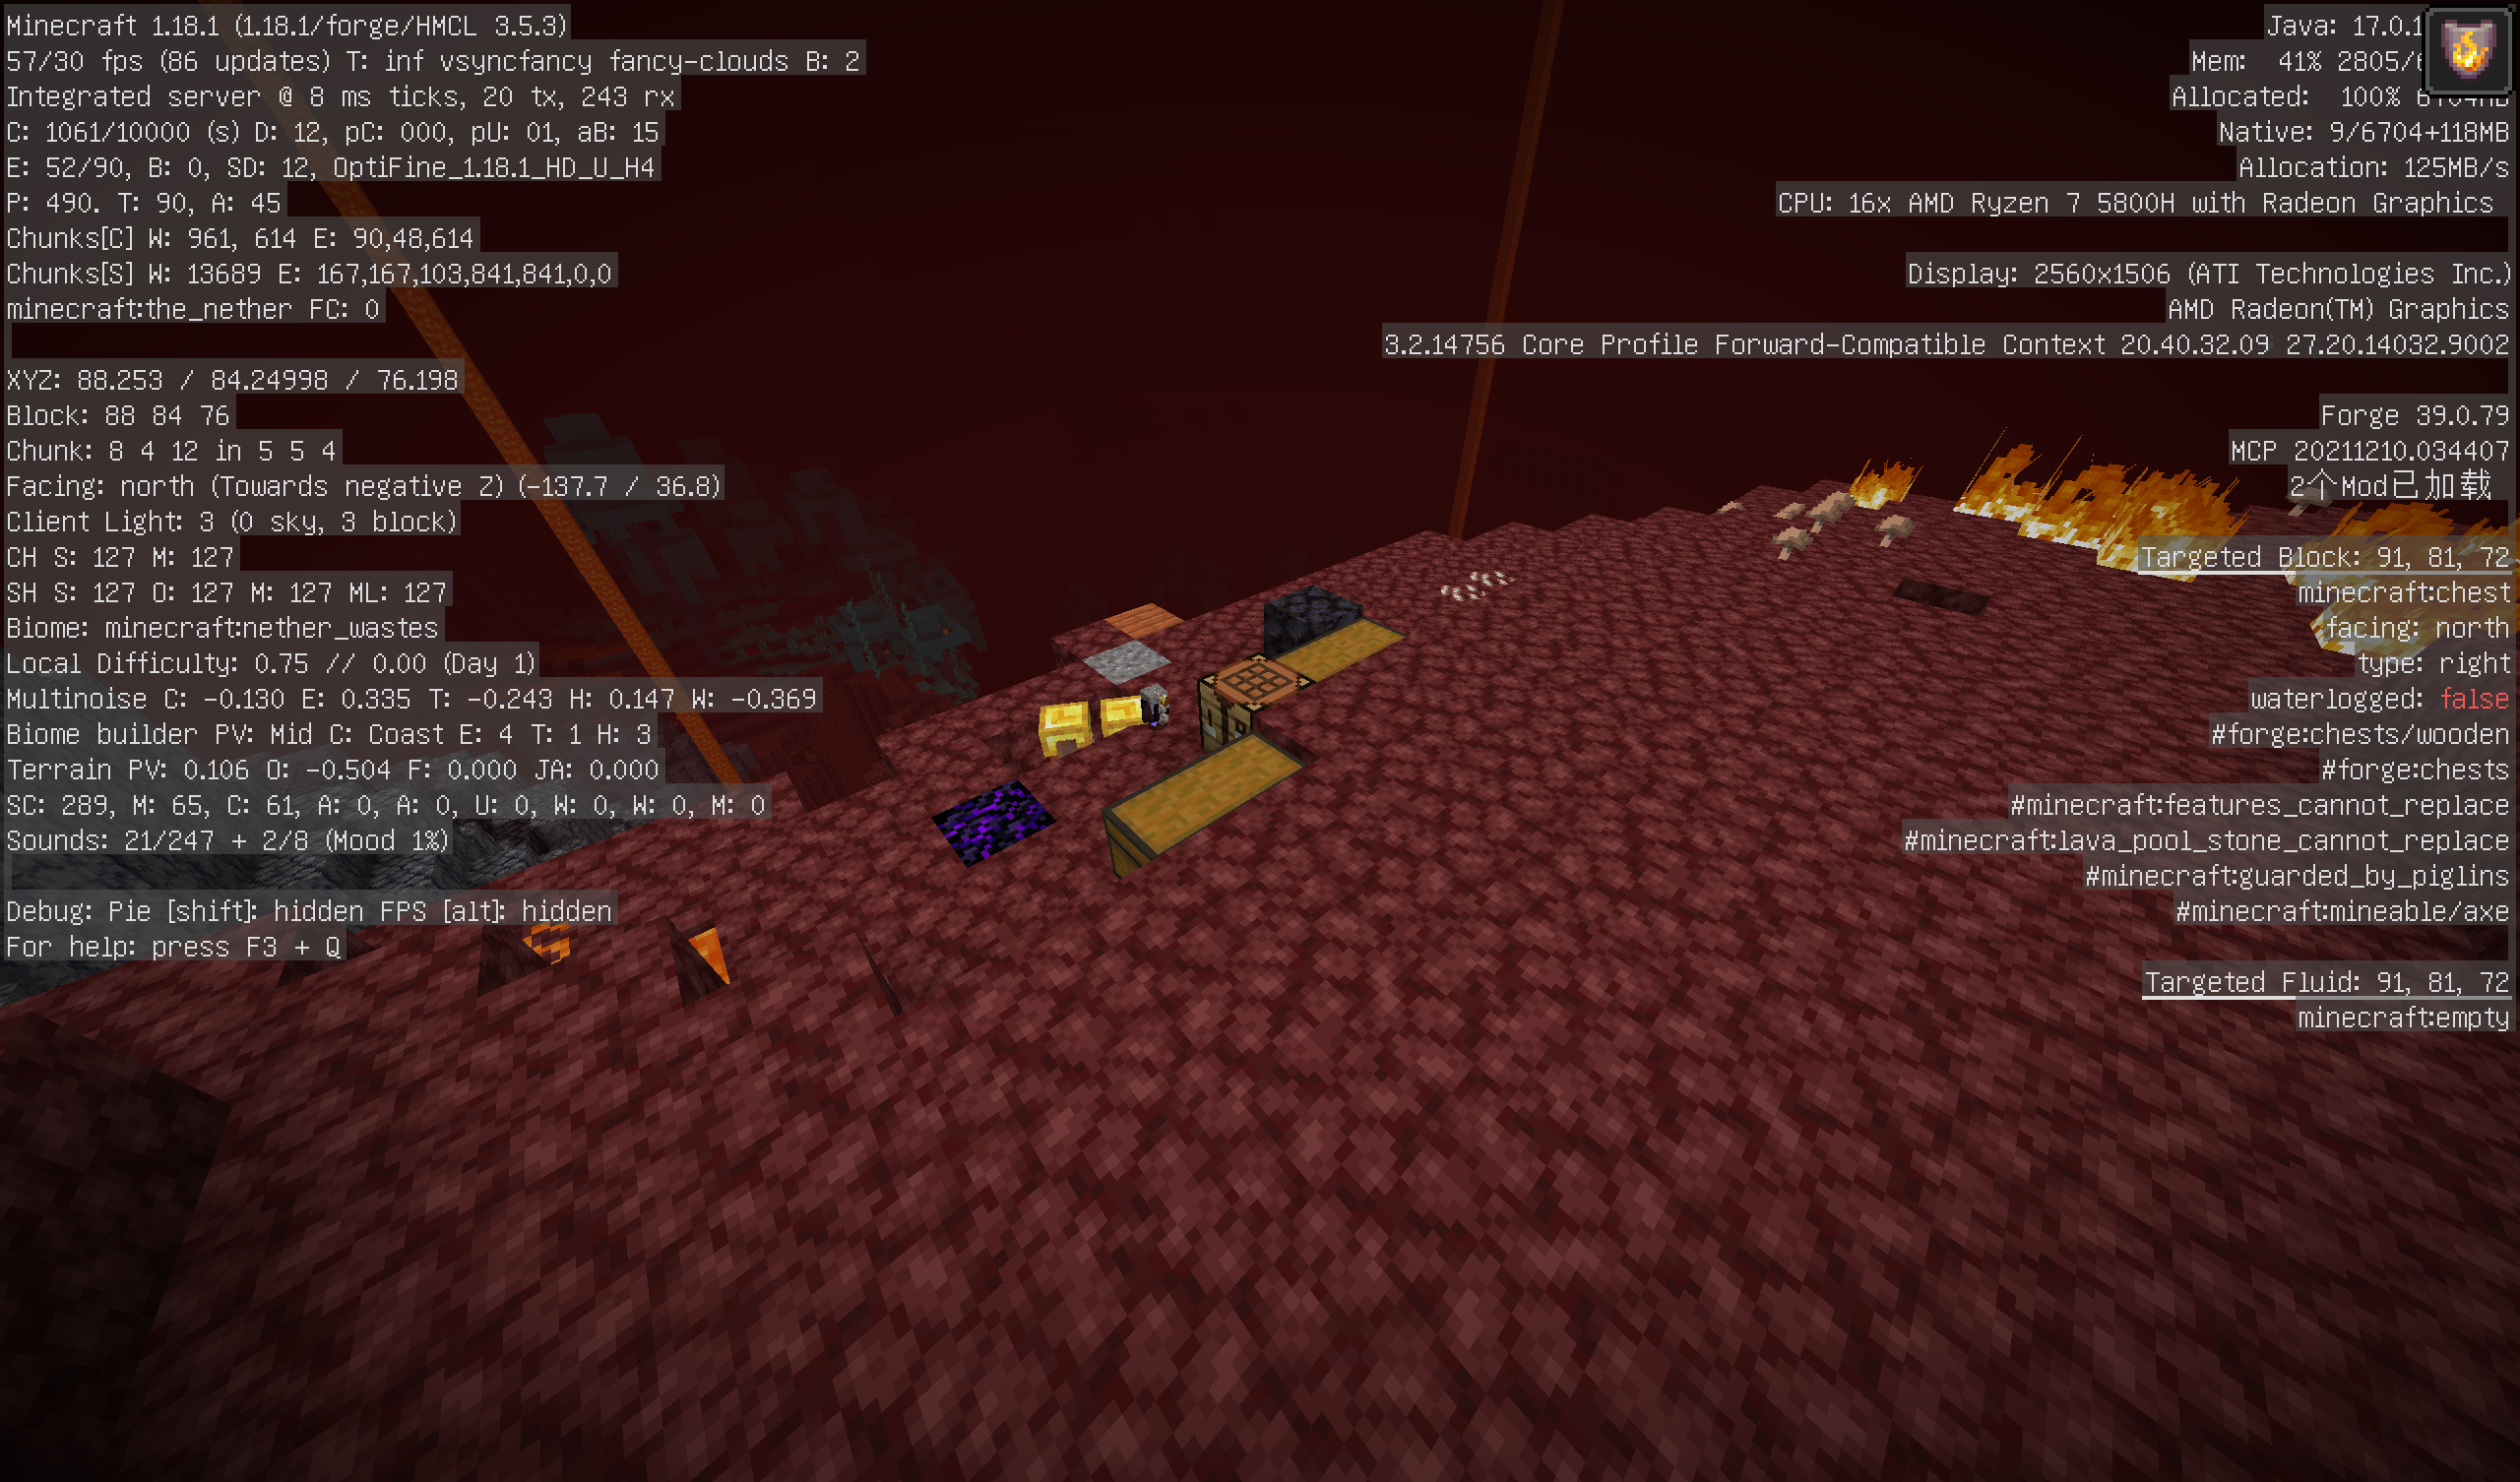 Minecraft 1.18.1 (1.18.1/forge/HMCL 3.5.3)
57/30 fps (86 updates) T: inf vsyncfancy fancy-clouds B: 2
Integrated server @ 8 ms ticks, 20 tx, 243 rx
C: 1061/10000 (s) D: 12, pC: 000, pU: 01, aB: 15
E: 52/90, B: 0, SD: 12, OptiFine_1.18.1_HD_U_H4
P: 490. T: 90, A: 45
Chunks[C] W: 961, 614 E: 90,48,614
Chunks[S] W: 13689 E: 167,167,103,841,841,0,0
minecraft:the_nether FC: 0
XYZ: 88.253 / 84.24998 / 76.198
Block: 88 84 76
Chunk: 8 4 12 in 5 5 4
Facing: north (Towards negative Z) (-137.7 / 36.8)
Client Light: 3 (0 sky, 3 block)
CH S: 127 M: 127
SH S: 127 O: 127 M: 127 ML: 127
Biome: minecraft:nether_wastes
Local Difficulty: 0.75 // 0.00 (Day 1)
Multinoise C: -0.130 E: 0.335 T: -0.243 H: 0.147 W: -0.369
Biome builder PV: Mid C: Coast E: 4 T: 1 H: 3
Terrain PV: 0.106 O: -0.504 F: 0.000 JA: 0.000
SC: 289, M: 65, C: 61, A: 0, A: 0, U: 0, W: 0, W: 0, M: 0
Sounds: 21/247 + 2/8 (Mood 1%)
Debug: Pie [shift]: hidden FPS [alt]: hidden
For help: press F3 + Q
Java: 17.0.1
Mem: 41% 2805/
Allocated: 100%
Native: 9/6704+118MB
Allocation: 125MB/s
CPU: 16x AMD Ryzen 7 5800H with Radeon Graphics
Display: 2560x1506 (ATI Technologies Inc.)
AMD Radeon(TM) Graphics
3.2.14756 Core Profile Forward-Compatible Context 20.40.32.09 27.20.14032.9002
Forge 39.0.79
MCP 20211210.034407
2个Mod已加载
Targeted Block: 91, 81, 72
minecraft:chest
facing: north
type: right
waterlogged: false
#forge:chests/wooden
#forge:chests
#minecraft:features_cannot_replace
#minecraft:lava_pool_stone_cannot_replace
#minecraft:guarded_by_piglins
#minecraft:mineable/axe
Targeted Fluid: 91, 81, 72
minecraft:empty